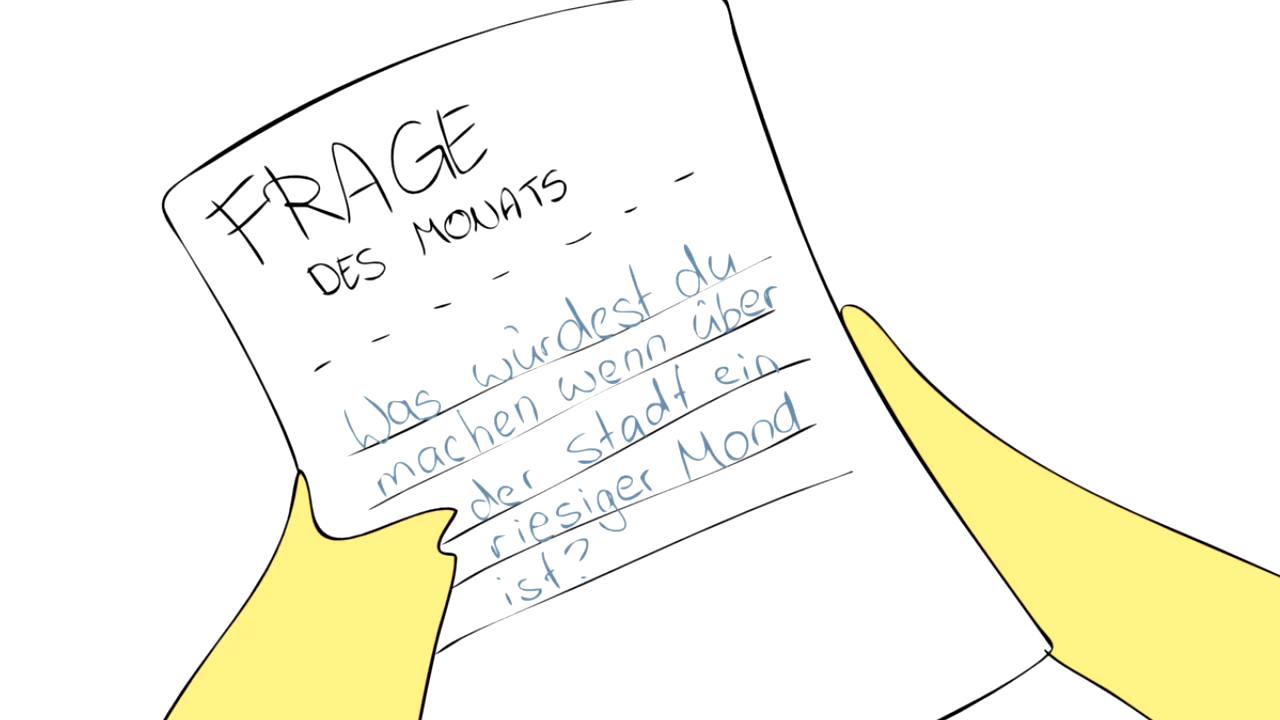 FRAGE
DES MONATS
Was würdest du
machen wenn über
der Stadt ein
riesiger Mond
ist?